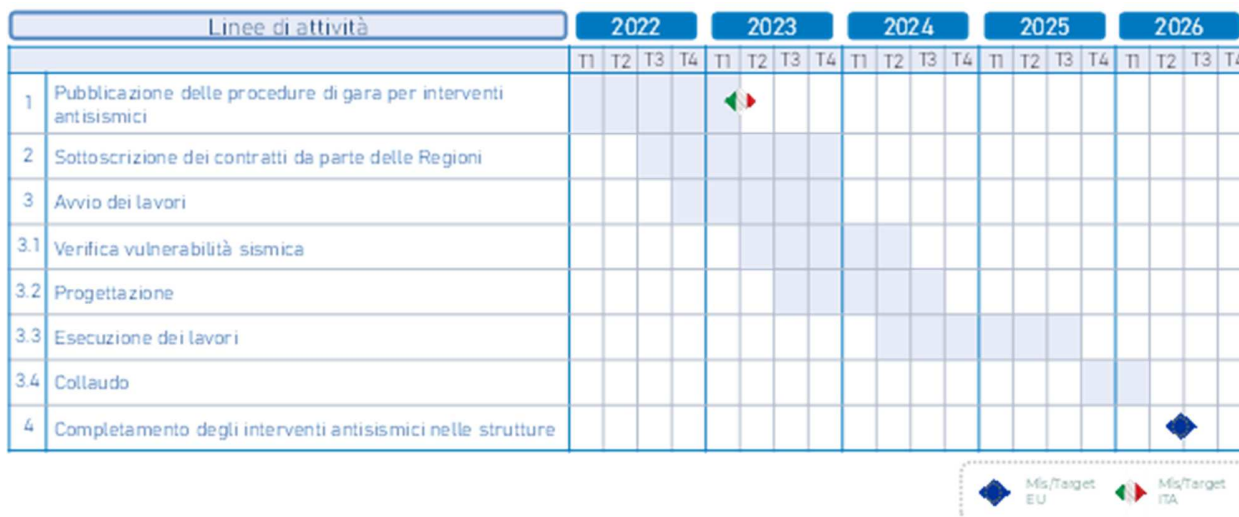 Linee di attività 2022 2023 2024 2025 2026
T1 T2 T3 T4 T1 T2 T3 T4 T1 T2 T3 T4 T1 T2 T3 T4 T1 T2 T3 T4
1 Pubblicazione delle procedure di gara per interventi
antisismici
2 Sottoscrizione dei contratti da parte delle Regioni
3 Avvio dei lavori
3.1 Verifica vulnerabilità sismica
3.2 Progettazione
3.3 Esecuzione dei lavori
3.4 Collaudo
4 Completamento degli interventi antisismici nelle strutture
Mis/Target Mis/Target
EU ITA